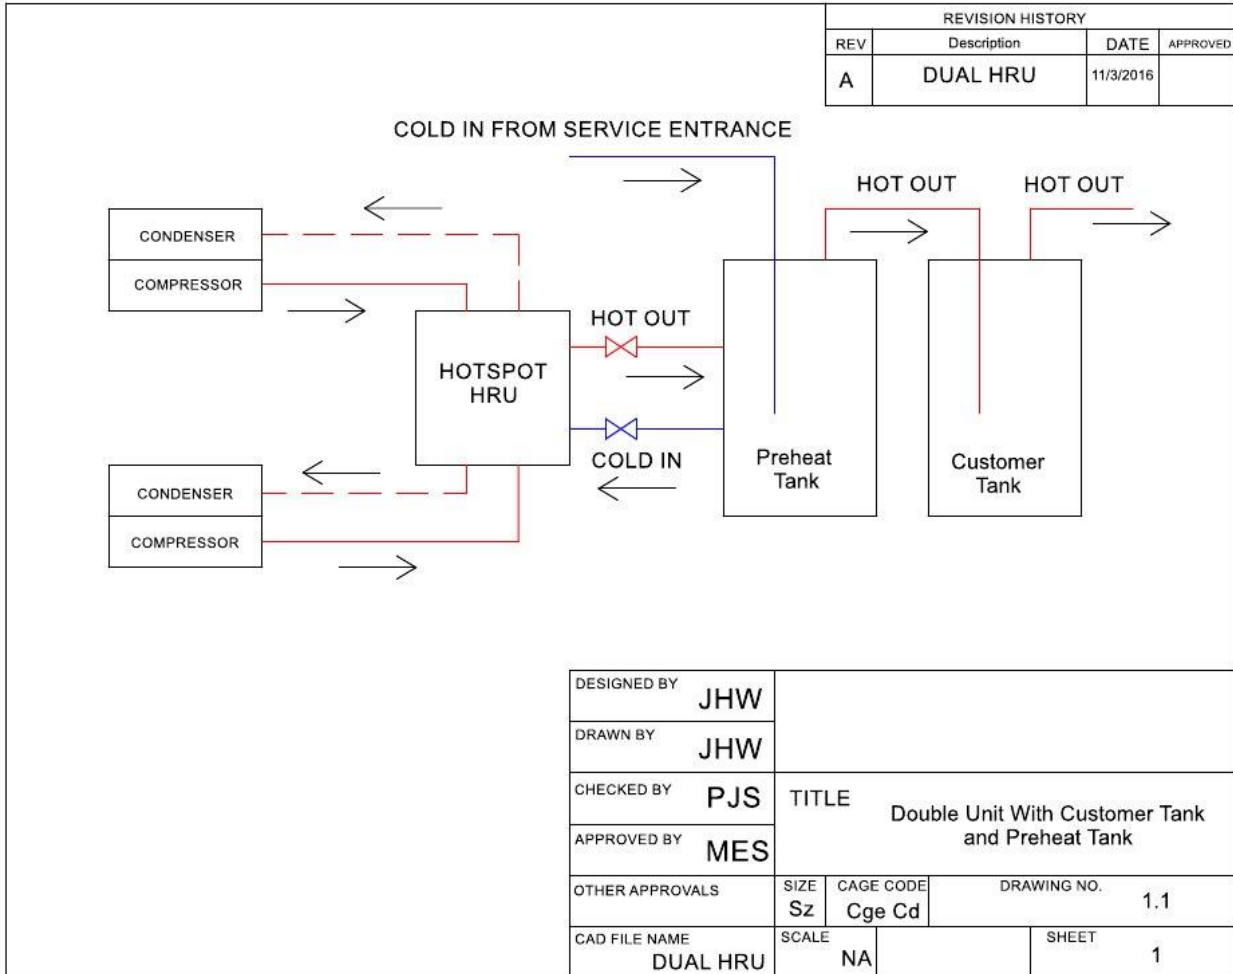 REVISION HISTORY
REV Description DATE APPROVED
A DUAL HRU 11/3/2016
COLD IN FROM SERVICE ENTRANCE
HOT OUT HOT OUT
CONDENSER
COMPRESSOR
HOT OUT
HOTSPOT
HRU
COLD IN
Preheat
Tank
Customer
Tank
CONDENSER
COMPRESSOR
DESIGNED BY JHW
DRAWN BY JHW
CHECKED BY PJS
APPROVED BY MES
TITLE Double Unit With Customer Tank
and Preheat Tank
OTHER APPROVALS
SIZE CAGE CODE DRAWING NO. 1.1
Sz Cge Cd
CAD FILE NAME
DUAL HRU
SCALE
NA
SHEET
1